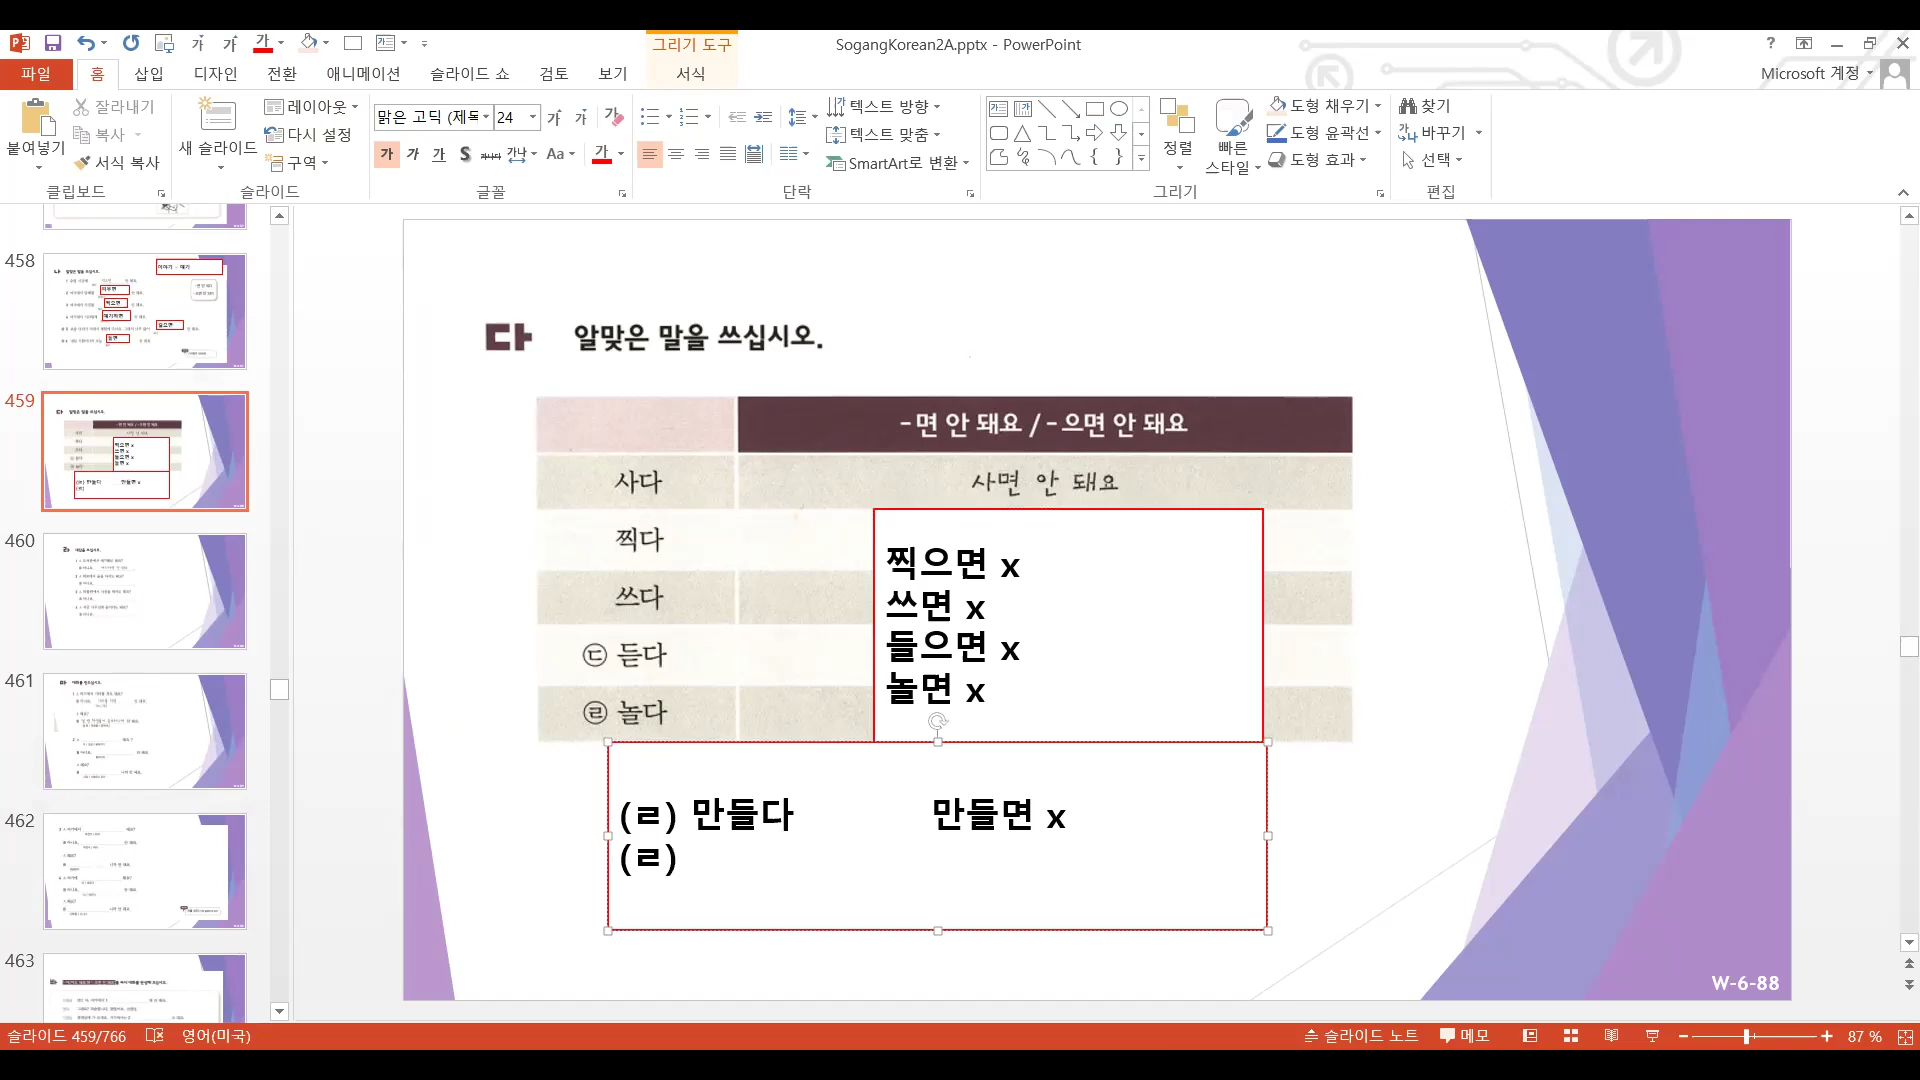 그리기 도구
SogangKorean2A.pptx - PowerPoint
파일
홈
삽입
디자인
전환
애니메이션
슬라이드 쇼
검토
보기
서식
Microsoft 계정
붙여넣기
잘라내기
복사
서식 복사
클립보드
새 슬라이드
레이아웃
다시 설정
구역
슬라이드
맑은 고딕 (제목
24
글꼴
텍스트 방향
텍스트 맞춤
SmartArt로 변환
단락
정렬
빠른
스타일
도형 채우기
도형 윤곽선
도형 효과
그리기
찾기
바꾸기
선택
편집
458
459
460
461
462
463
다 알맞은 말을 쓰십시오.
-면 안 돼요 / -으면 안 돼요
사다 사면 안 돼요
찍다
쓰다
㉢ 듣다
㉣ 놀다
찍으면 x
쓰면 x
들으면 x
놀면 x
(ㄹ) 만들다 만들면 x
(ㄹ)
W-6-88
슬라이드 459/766
영어(미국)
슬라이드 노트
메모
87 %